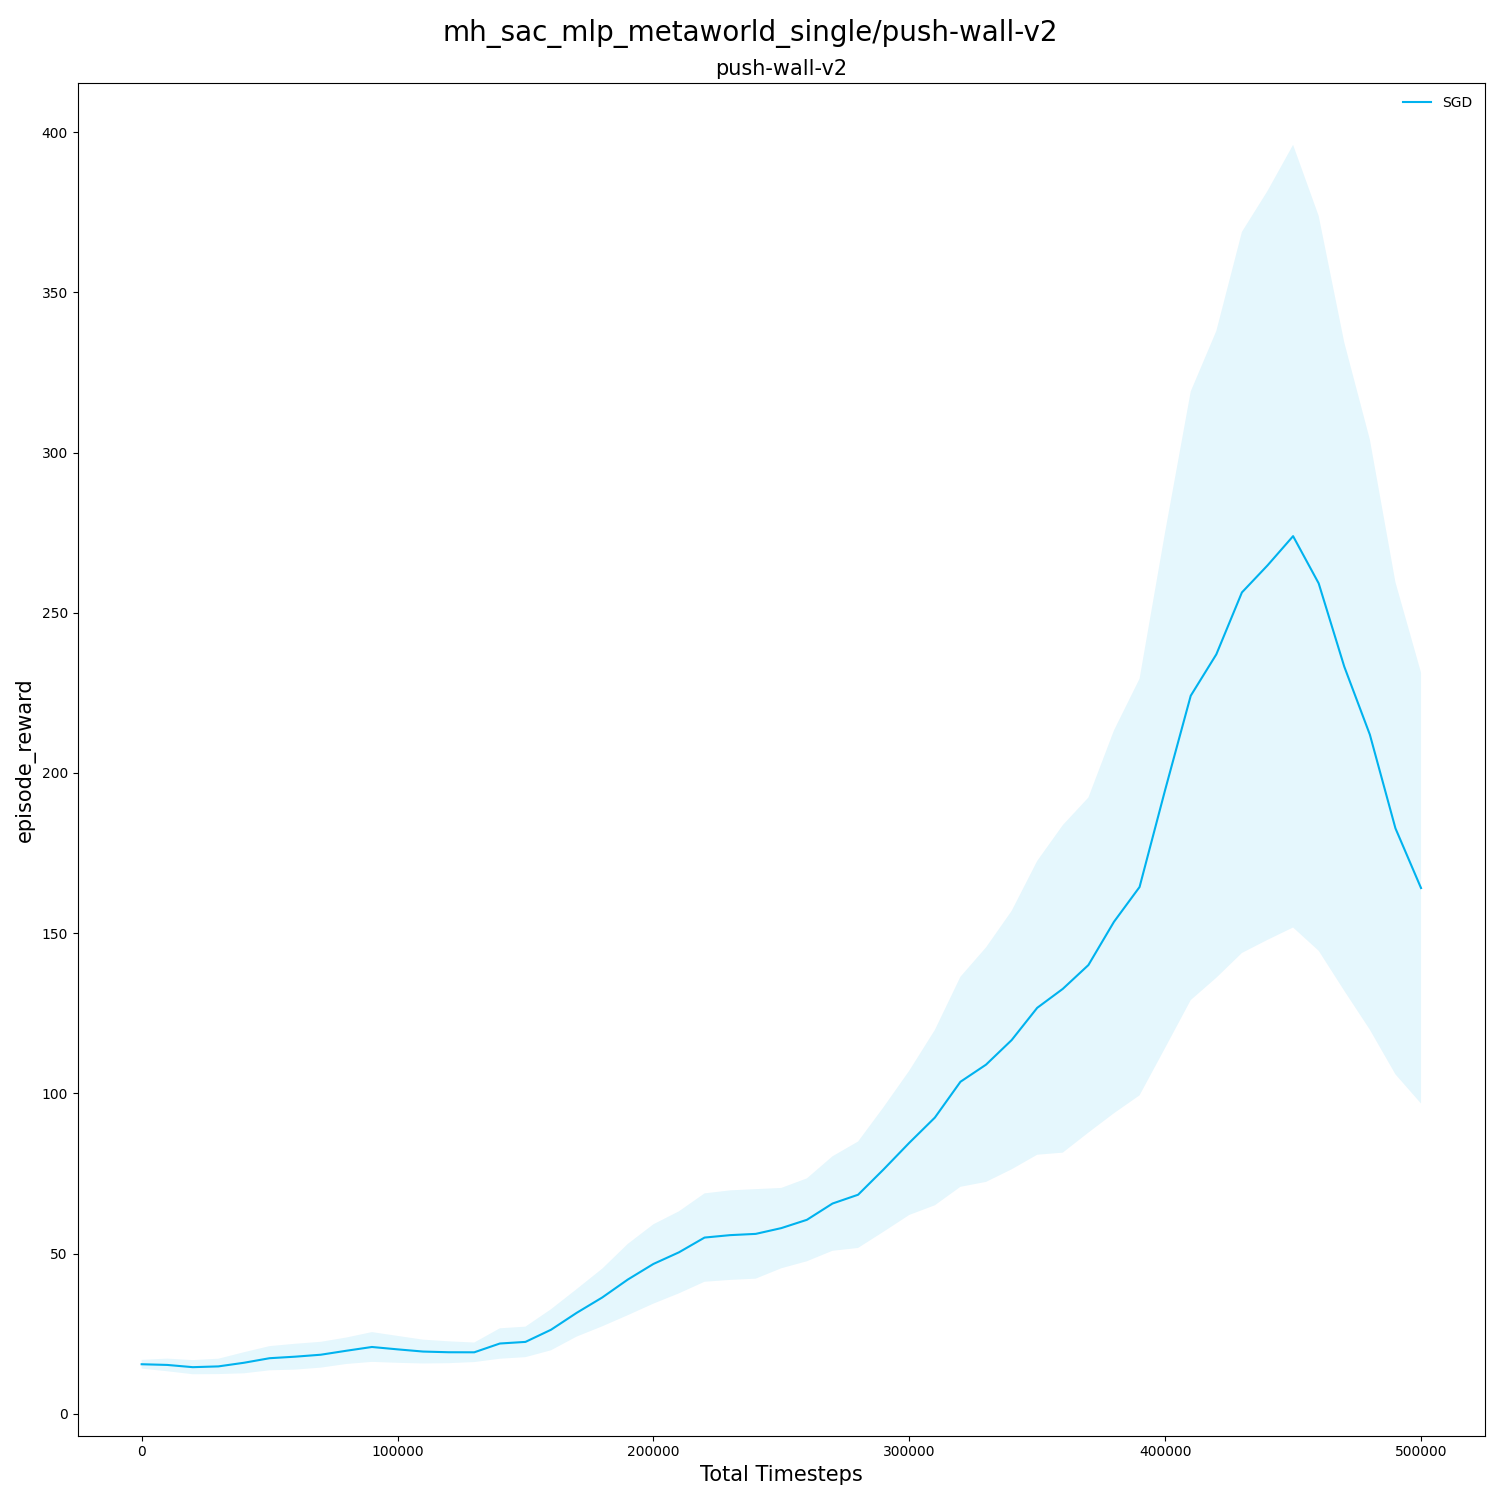 mh_sac_mlp_metaworld_single/push-wall-v2
push-wall-v2
SGD
400
350
300
250
200
150
100
50
0
episode_reward
0 100000 200000 300000 400000 500000
Total Timesteps